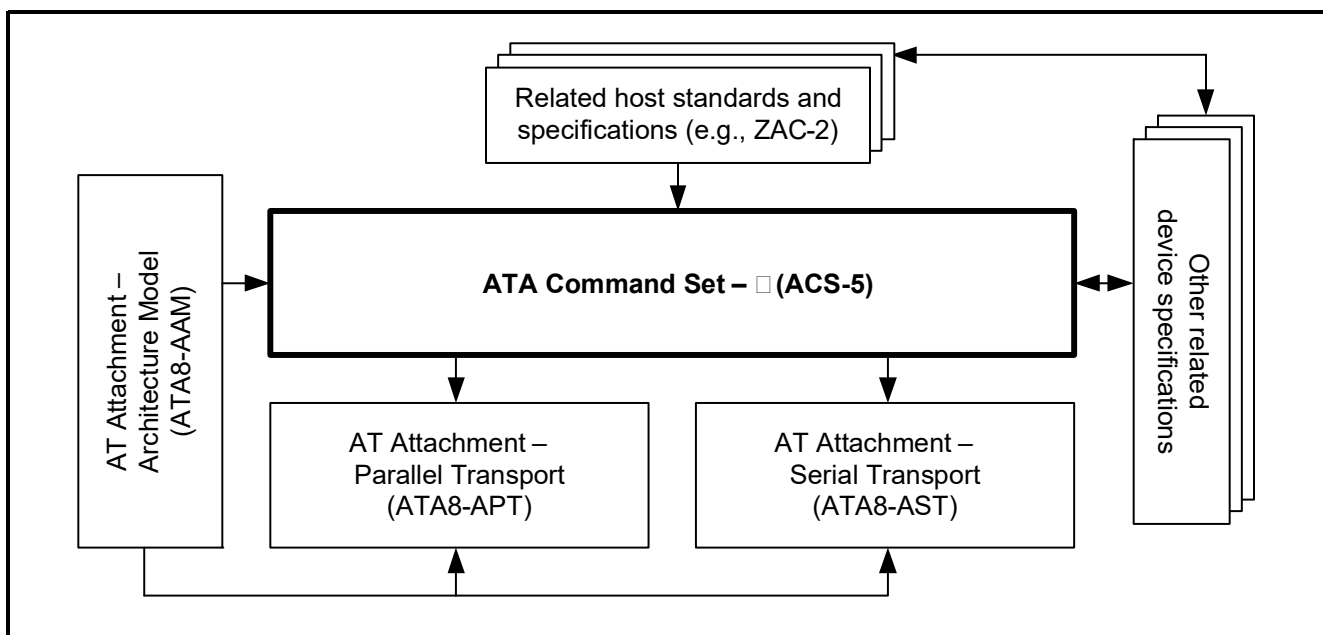 Related host standards and
specifications (e.g., ZAC-2)
AT Attachment –
Architecture Model
(ATA8-AAM)
ATA Command Set – □ (ACS-5)
Other related
device specifications
AT Attachment –
Parallel Transport
(ATA8-APT)
AT Attachment –
Serial Transport
(ATA8-AST)